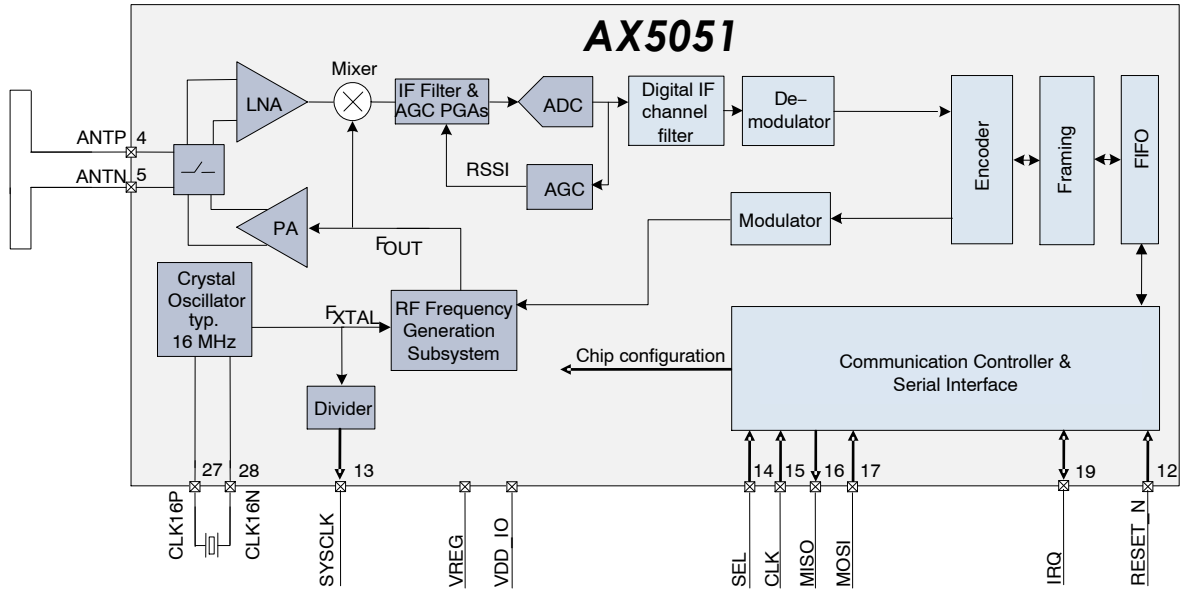 AX5051
Mixer
LNA
IF Filter &
AGC PGAs
ADC
Digital IF
channel
filter
De–
modulator
Encoder
Framing
FIFO
ANTP
4
ANTN
5
RSSI
AGC
PA
Modulator
FOUT
Crystal
Oscillator
typ.
16 MHz
FXTAL
RF Frequency
Generation
Subsystem
Chip configuration
Communication Controller &
Serial Interface
Divider
27
28
13
14
15
16
17
19
12
CLK16P
CLK16N
SYSCLK
VREG
VDD_IO
SEL
CLK
MISO
MOSI
IRQ
RESET_N